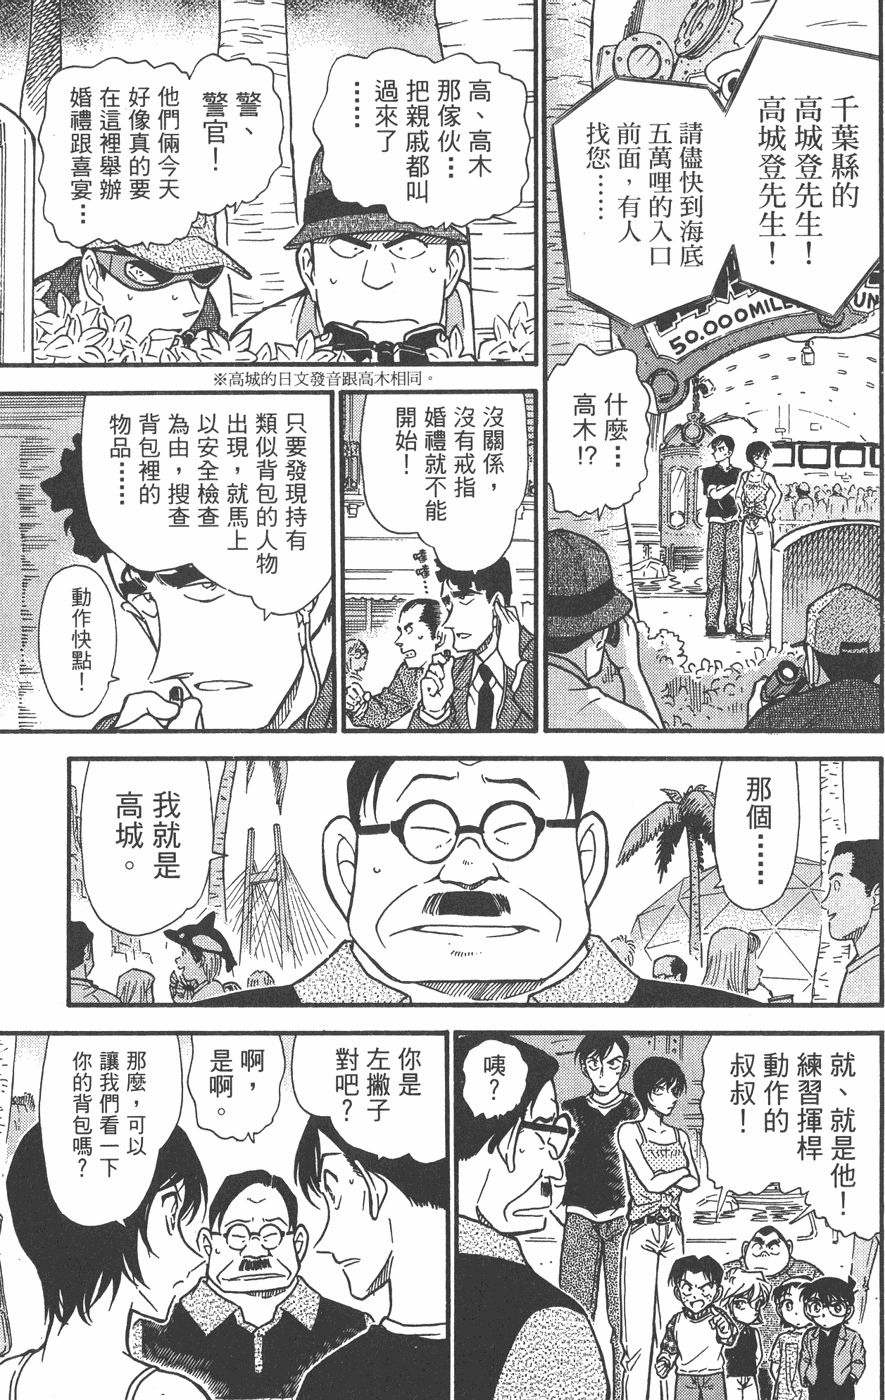 千葉縣的
高城登先生！
高城登先生！
請儘快到海底
五萬哩的入口
前面，有人
找您……
50.000MILE
UN
什麼…
高木!?
高、高木
那傢伙…
把親戚都叫
過來了
……
警、
警官！
他們倆今天
好像真的要
在這裡舉辦
婚禮跟喜宴…
※高城的日文發音跟高木相同。
沒關係，
沒有戒指
婚禮就不能
開始！
嘻
嘻…
只要發現持有
類似背包的人物
出現，就馬上
以安全檢查
為由，搜查
背包裡的
物品……
動作快點！
那個……
我就是
高城。
就、就是他！
練習揮桿
動作的
叔叔！
咦？
你是
左撇子
對吧？
啊，
是啊。
那麼，可以
讓我們看一下
你的背包嗎？